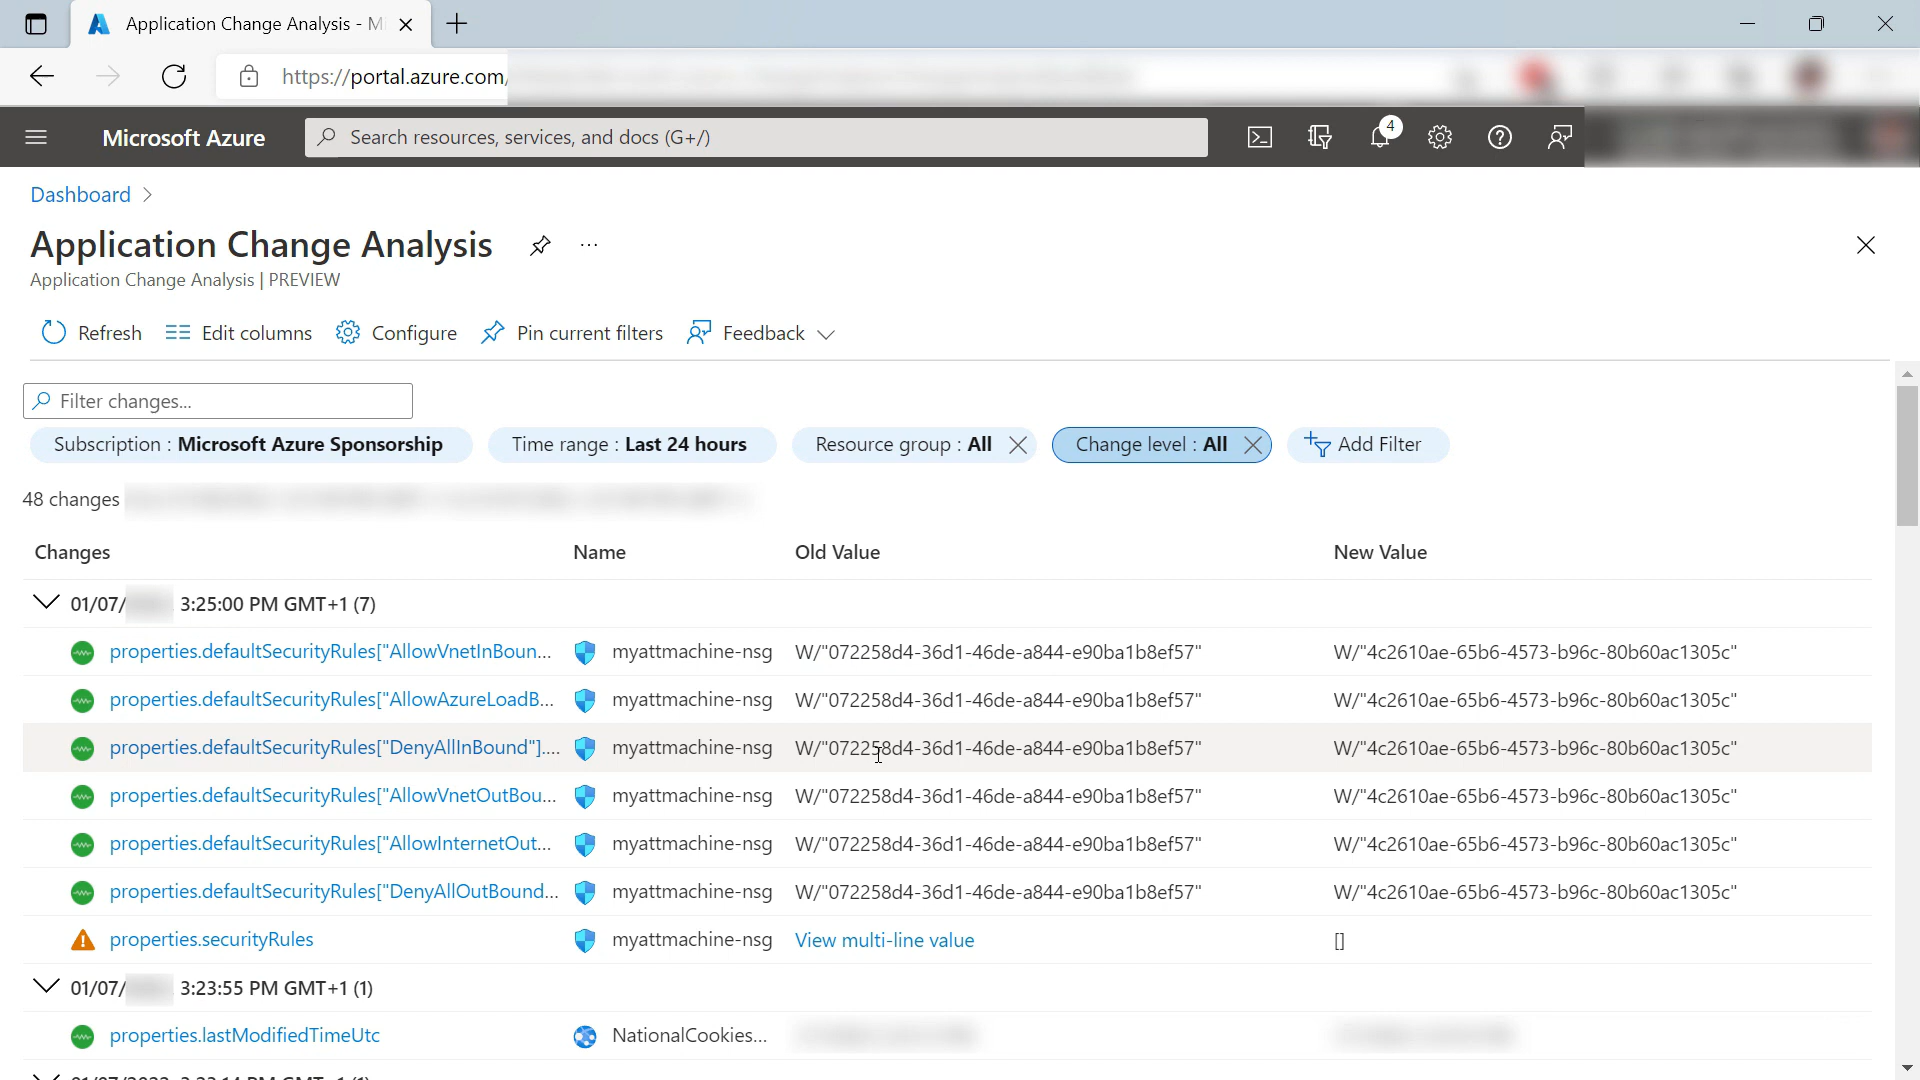 Application Change Analysis - Mi
https://portal.azure.com/
Microsoft Azure
Search resources, services, and docs (G+/)
4
Dashboard
Application Change Analysis
Application Change Analysis | PREVIEW
Refresh Edit columns Configure Pin current filters Feedback
Filter changes...
Subscription : Microsoft Azure Sponsorship Time range : Last 24 hours Resource group : All Change level : All Add Filter
48 changes
Changes Name Old Value New Value
01/07/ 3:25:00 PM GMT+1 (7)
properties.defaultSecurityRules["AllowVnetInBoun... myattmachine-nsg W/"072258d4-36d1-46de-a844-e90ba1b8ef57" W/"4c2610ae-65b6-4573-b96c-80b60ac1305c"
properties.defaultSecurityRules["AllowAzureLoadB... myattmachine-nsg W/"072258d4-36d1-46de-a844-e90ba1b8ef57" W/"4c2610ae-65b6-4573-b96c-80b60ac1305c"
properties.defaultSecurityRules["DenyAllInBound"].... myattmachine-nsg W/"072258d4-36d1-46de-a844-e90ba1b8ef57" W/"4c2610ae-65b6-4573-b96c-80b60ac1305c"
properties.defaultSecurityRules["AllowVnetOutBou... myattmachine-nsg W/"072258d4-36d1-46de-a844-e90ba1b8ef57" W/"4c2610ae-65b6-4573-b96c-80b60ac1305c"
properties.defaultSecurityRules["AllowInternetOut... myattmachine-nsg W/"072258d4-36d1-46de-a844-e90ba1b8ef57" W/"4c2610ae-65b6-4573-b96c-80b60ac1305c"
properties.defaultSecurityRules["DenyAllOutBound... myattmachine-nsg W/"072258d4-36d1-46de-a844-e90ba1b8ef57" W/"4c2610ae-65b6-4573-b96c-80b60ac1305c"
properties.securityRules myattmachine-nsg View multi-line value []
01/07/ 3:23:55 PM GMT+1 (1)
properties.lastModifiedTimeUtc NationalCookies...